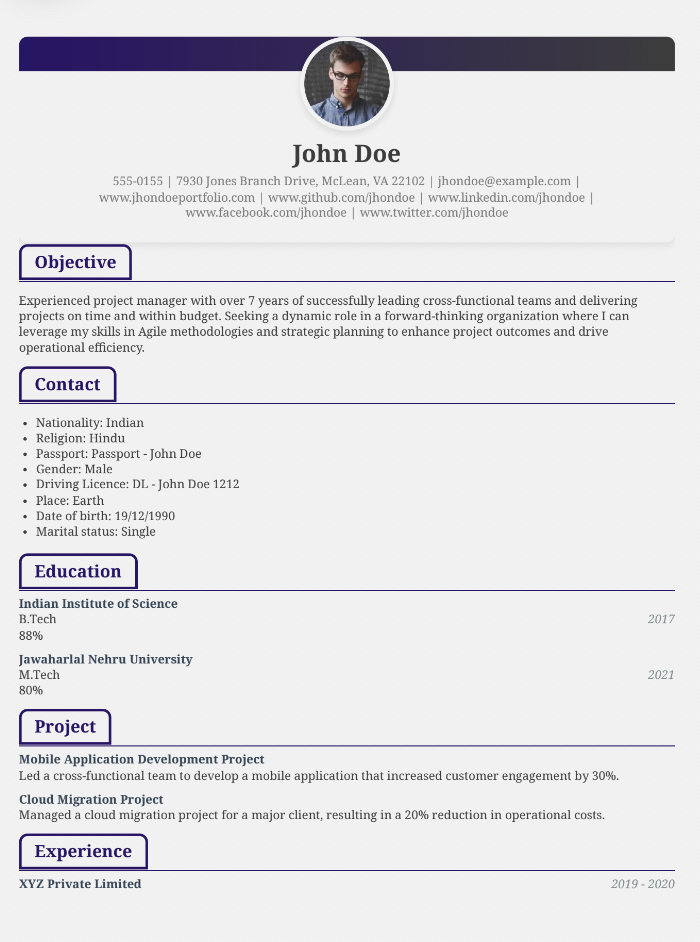 John Doe
555-0155 | 7930 Jones Branch Drive, McLean, VA 22102 | jhondoe@example.com |
www.jhondoeportfolio.com | www.github.com/jhondoe | www.linkedin.com/jhondoe |
www.facebook.com/jhondoe | www.twitter.com/jhondoe
Objective
Experienced project manager with over 7 years of successfully leading cross-functional teams and delivering
projects on time and within budget. Seeking a dynamic role in a forward-thinking organization where I can
leverage my skills in Agile methodologies and strategic planning to enhance project outcomes and drive
operational efficiency.
Contact
• Nationality: Indian
• Religion: Hindu
• Passport: Passport - John Doe
• Gender: Male
• Driving Licence: DL - John Doe 1212
• Place: Earth
• Date of birth: 19/12/1990
• Marital status: Single
Education
Indian Institute of Science
B.Tech 2017
88%
Jawaharlal Nehru University
M.Tech 2021
80%
Project
Mobile Application Development Project
Led a cross-functional team to develop a mobile application that increased customer engagement by 30%.
Cloud Migration Project
Managed a cloud migration project for a major client, resulting in a 20% reduction in operational costs.
Experience
XYZ Private Limited 2019 - 2020